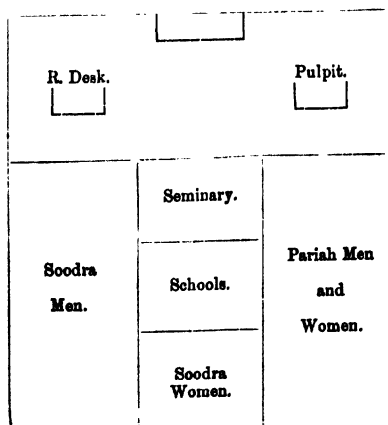 R. Desk.
Pulpit.
Seminary.
Soodra
Men.
Schools.
Pariah Men
and
Women.
Soodra
Women.